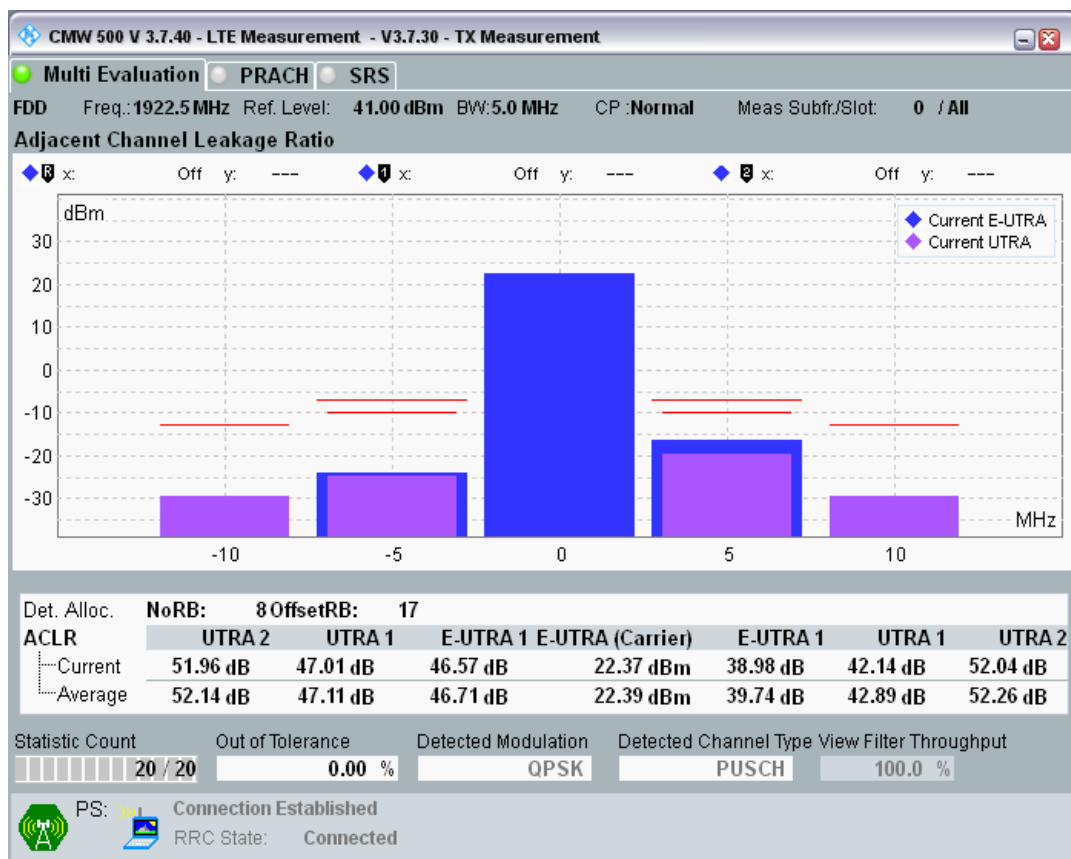 CMW 500 V 3.7.40 - LTE Measurement - V3.7.30 - TX Measurement
Multi Evaluation PRACH SRS
FDD Freq.: 1922.5 MHz Ref. Level: 41.00 dBm BW: 5.0 MHz CP : Normal Meas Subfr./Slot: 0 / All
Adjacent Channel Leakage Ratio
R x: Off y: --- 1 x: Off y: --- 2 x: Off y: ---
dBm
Current E-UTRA
Current UTRA
30
20
10
0
-10
-20
-30
MHz
-10 -5 0 5 10
Det. Alloc. NoRB: 8 OffsetRB: 17
ACLR UTRA 2 UTRA 1 E-UTRA 1 E-UTRA (Carrier) E-UTRA 1 UTRA 1 UTRA 2
Current 51.96 dB 47.01 dB 46.57 dB 22.37 dBm 38.98 dB 42.14 dB 52.04 dB
Average 52.14 dB 47.11 dB 46.71 dB 22.39 dBm 39.74 dB 42.89 dB 52.26 dB
Statistic Count Out of Tolerance Detected Modulation Detected Channel Type View Filter Throughput
20 / 20 0.00 % QPSK PUSCH 100.0 %
PS: Connection Established
RRC State: Connected